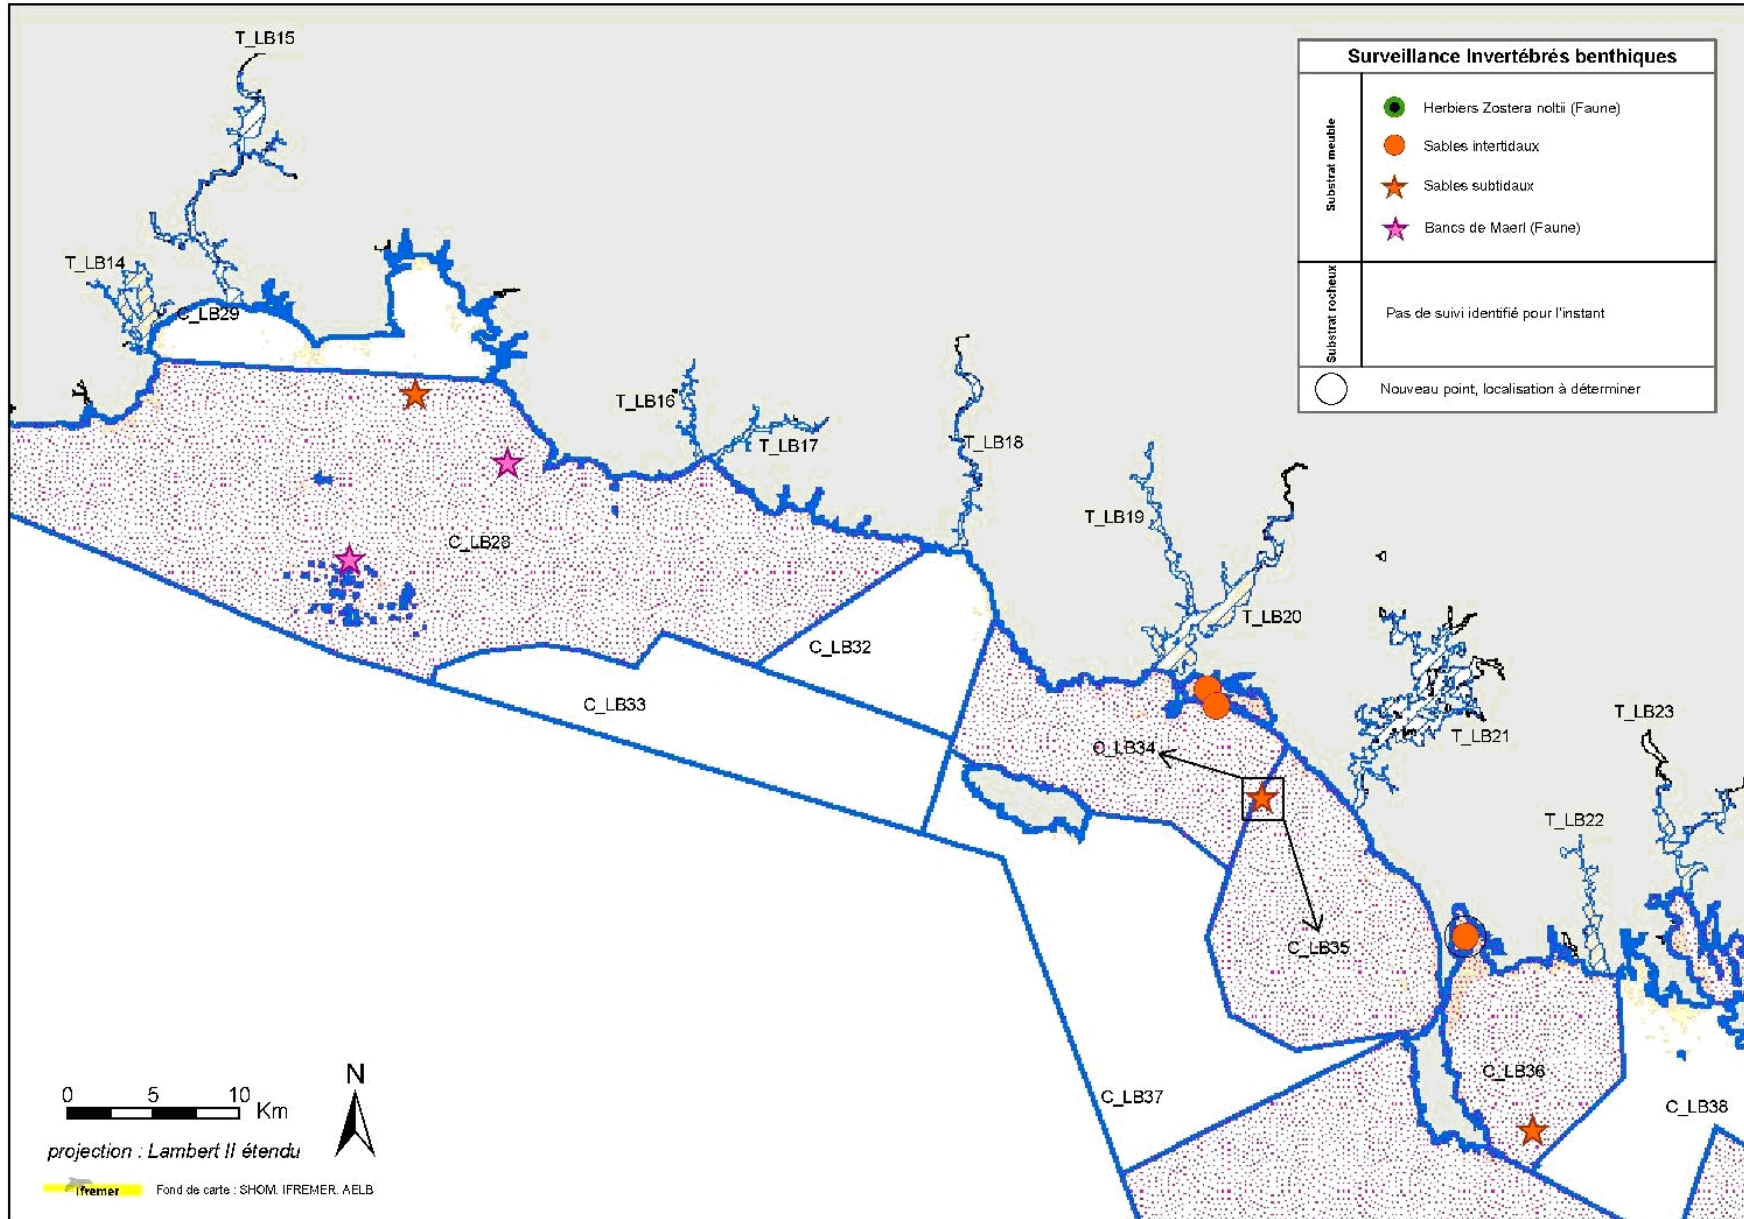 T_LB15
Surveillance Invertébrés benthiques
Substrat meuble
Herbiers Zostera noltii (Faune)
Sables intertidaux
Sables subtidaux
Bancs de Maerl (Faune)
Substrat rocheux
Pas de suivi identifié pour l'instant
Nouveau point, localisation à déterminer
T_LB14
C_LB29
T_LB16
T_LB17
T_LB18
T_LB19
C_LB28
T_LB20
C_LB32
C_LB33
C_LB34
T_LB21
T_LB23
T_LB22
C_LB35
C_LB36
C_LB37
C_LB38
0 5 10 Km
N
projection : Lambert II étendu
Ifremer
Fond de carte : SHOM. IFREMER. AELB